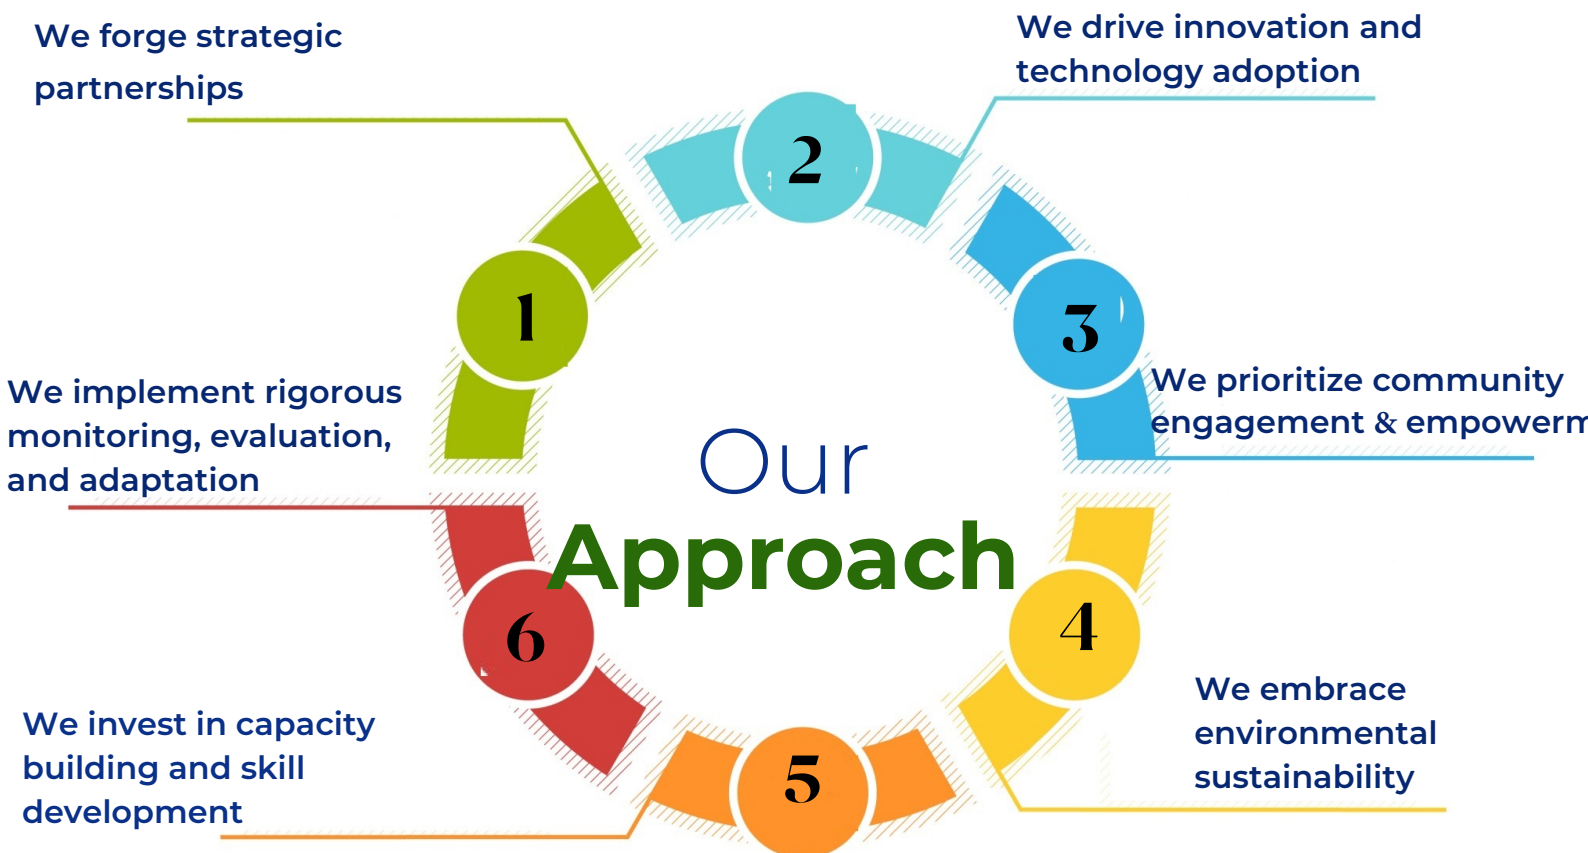 We forge strategic
partnerships
1
We drive innovation and
technology adoption
2
We prioritize community
engagement & empowerm
3
We embrace
environmental
sustainability
4
We invest in capacity
building and skill
development
5
We implement rigorous
monitoring, evaluation,
and adaptation
6
Our
Approach